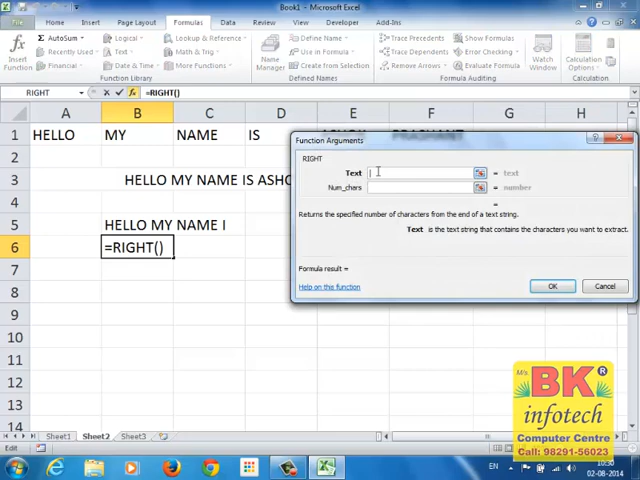 Book1 - Microsoft Excel
File Home Insert Page Layout Formulas Data Review View Developer Add-Ins
fx
Insert Function
Σ AutoSum
Recently Used
Financial
Logical
Text
Date & Time
Lookup & Reference
Math & Trig
More Functions
Function Library
Name Manager
Define Name
Use in Formula
Create from Selection
Defined Names
Trace Precedents
Trace Dependents
Remove Arrows
Show Formulas
Error Checking
Evaluate Formula
Formula Auditing
Watch Window
Calculation Options
Calculation
RIGHT fx =RIGHT()
A B C D E F G H
1 HELLO MY NAME IS ASHOK PRASHANT
2
3 HELLO MY NAME IS ASHO
4
5 HELLO MY NAME I
6 =RIGHT()
7
8
9
10
11
12
13
Function Arguments
RIGHT
Text = text
Num_chars = number
=
Returns the specified number of characters from the end of a text string.
Text is the text string that contains the characters you want to extract.
Formula result =
Help on this function OK Cancel
M/s
BK ®
infotech
Computer Centre
Call: 98291-56023
Sheet1 Sheet2 Sheet3
Edit 100%
EN 10:30
02-08-2014